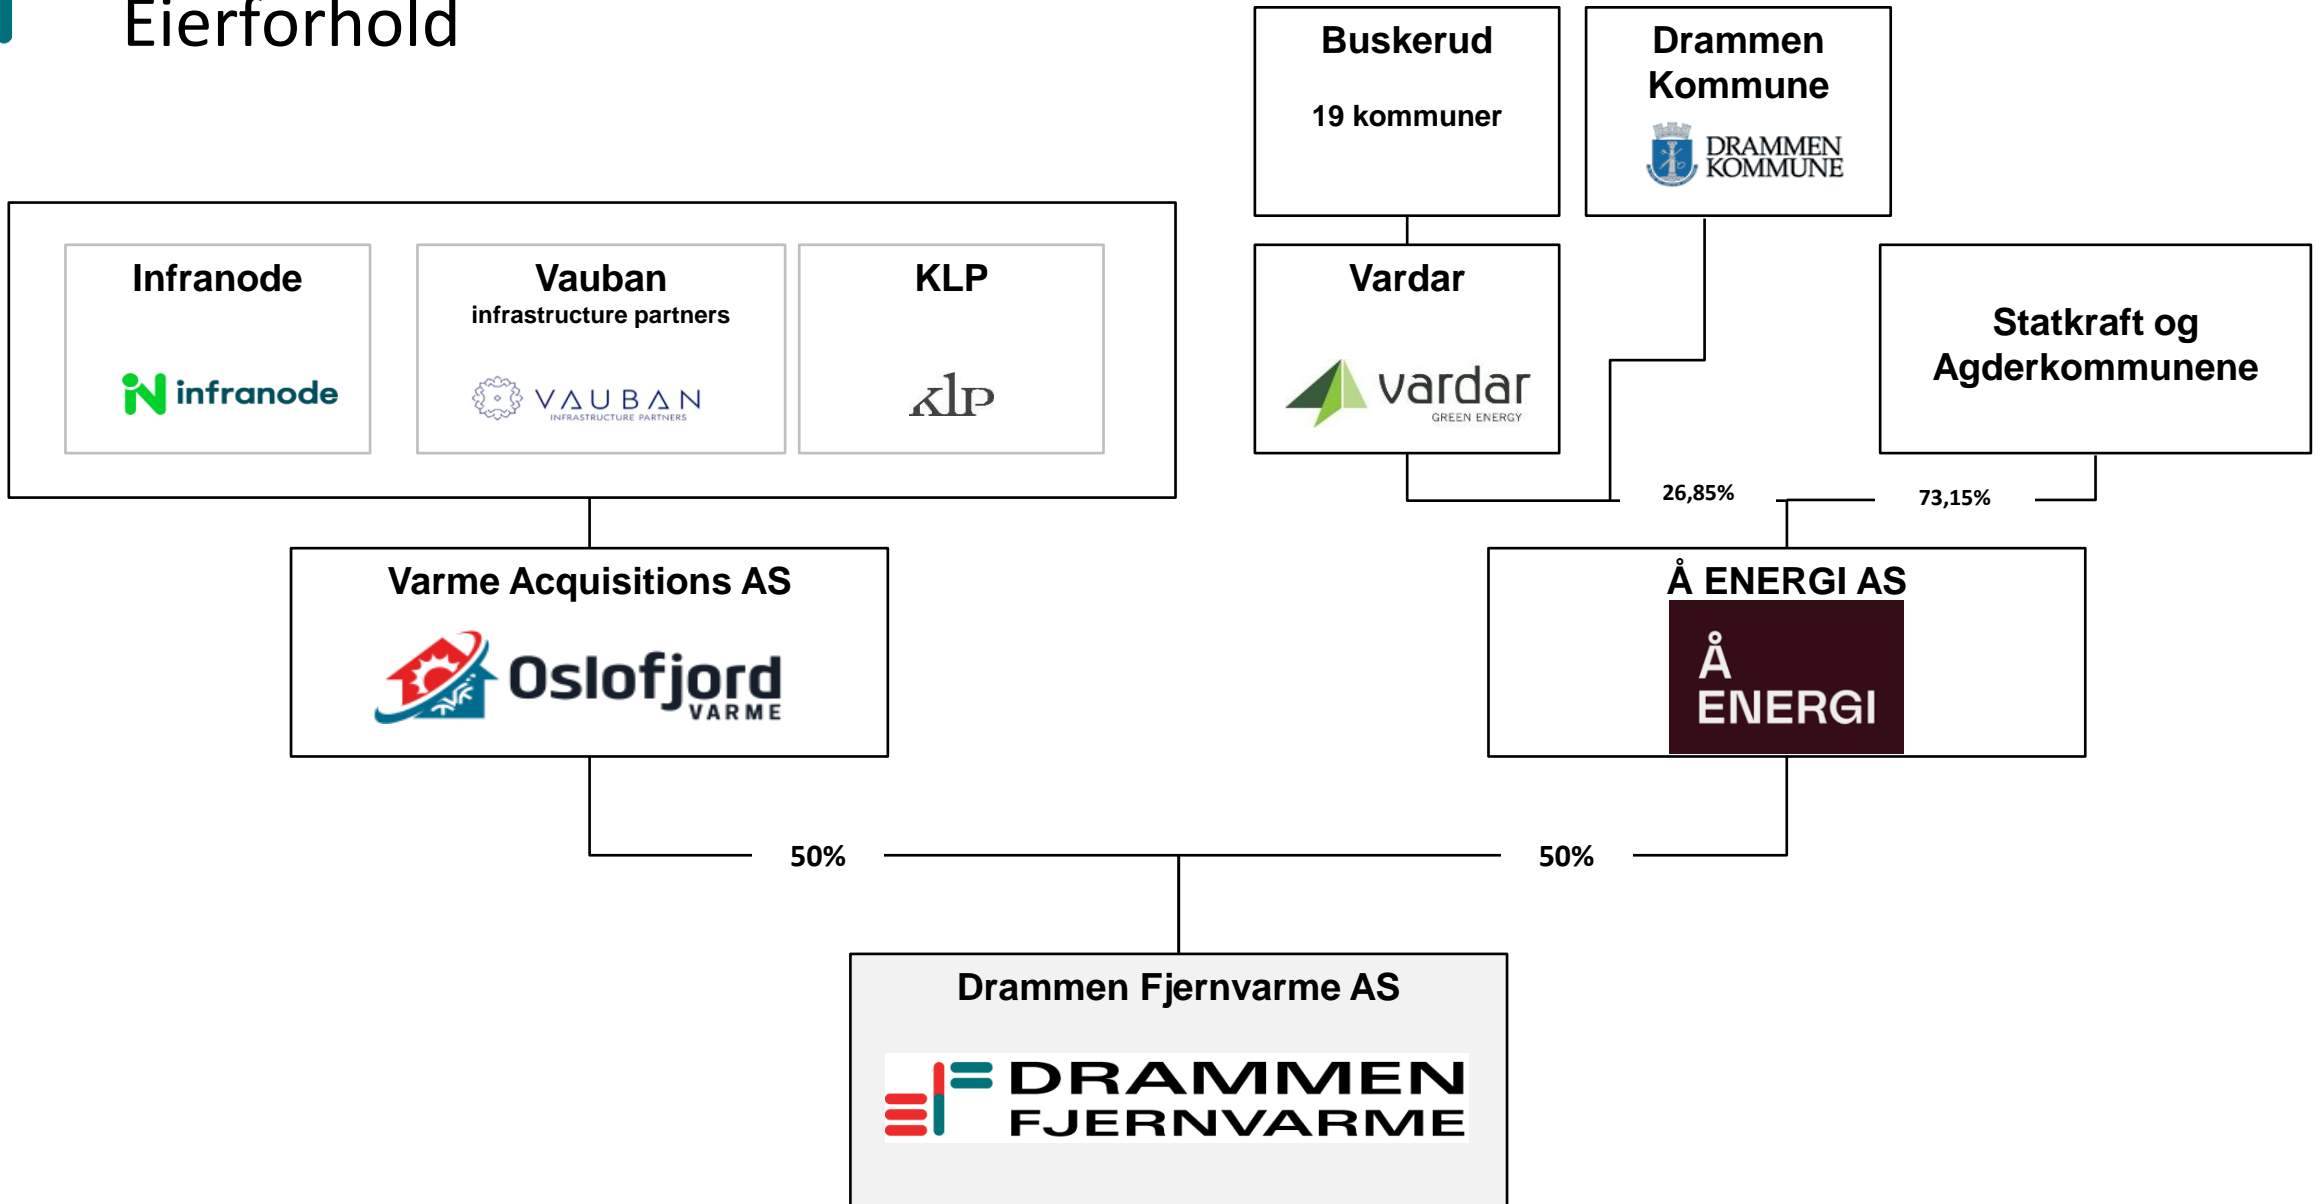 Eierforhold
Buskerud
19 kommuner
Drammen
Kommune
DRAMMEN
KOMMUNE
Infranode
infranode
Vauban
infrastructure partners
VAUBAN
INFRASTRUCTURE PARTNERS
KLP
klp
Vardar
vardar
GREEN ENERGY
Statkraft og
Agderkommunene
26,85%
73,15%
Varme Acquisitions AS
Oslofjord
VARME
Å ENERGI AS
Å
ENERGI
50%
50%
Drammen Fjernvarme AS
DRAMMEN
FJERNVARME